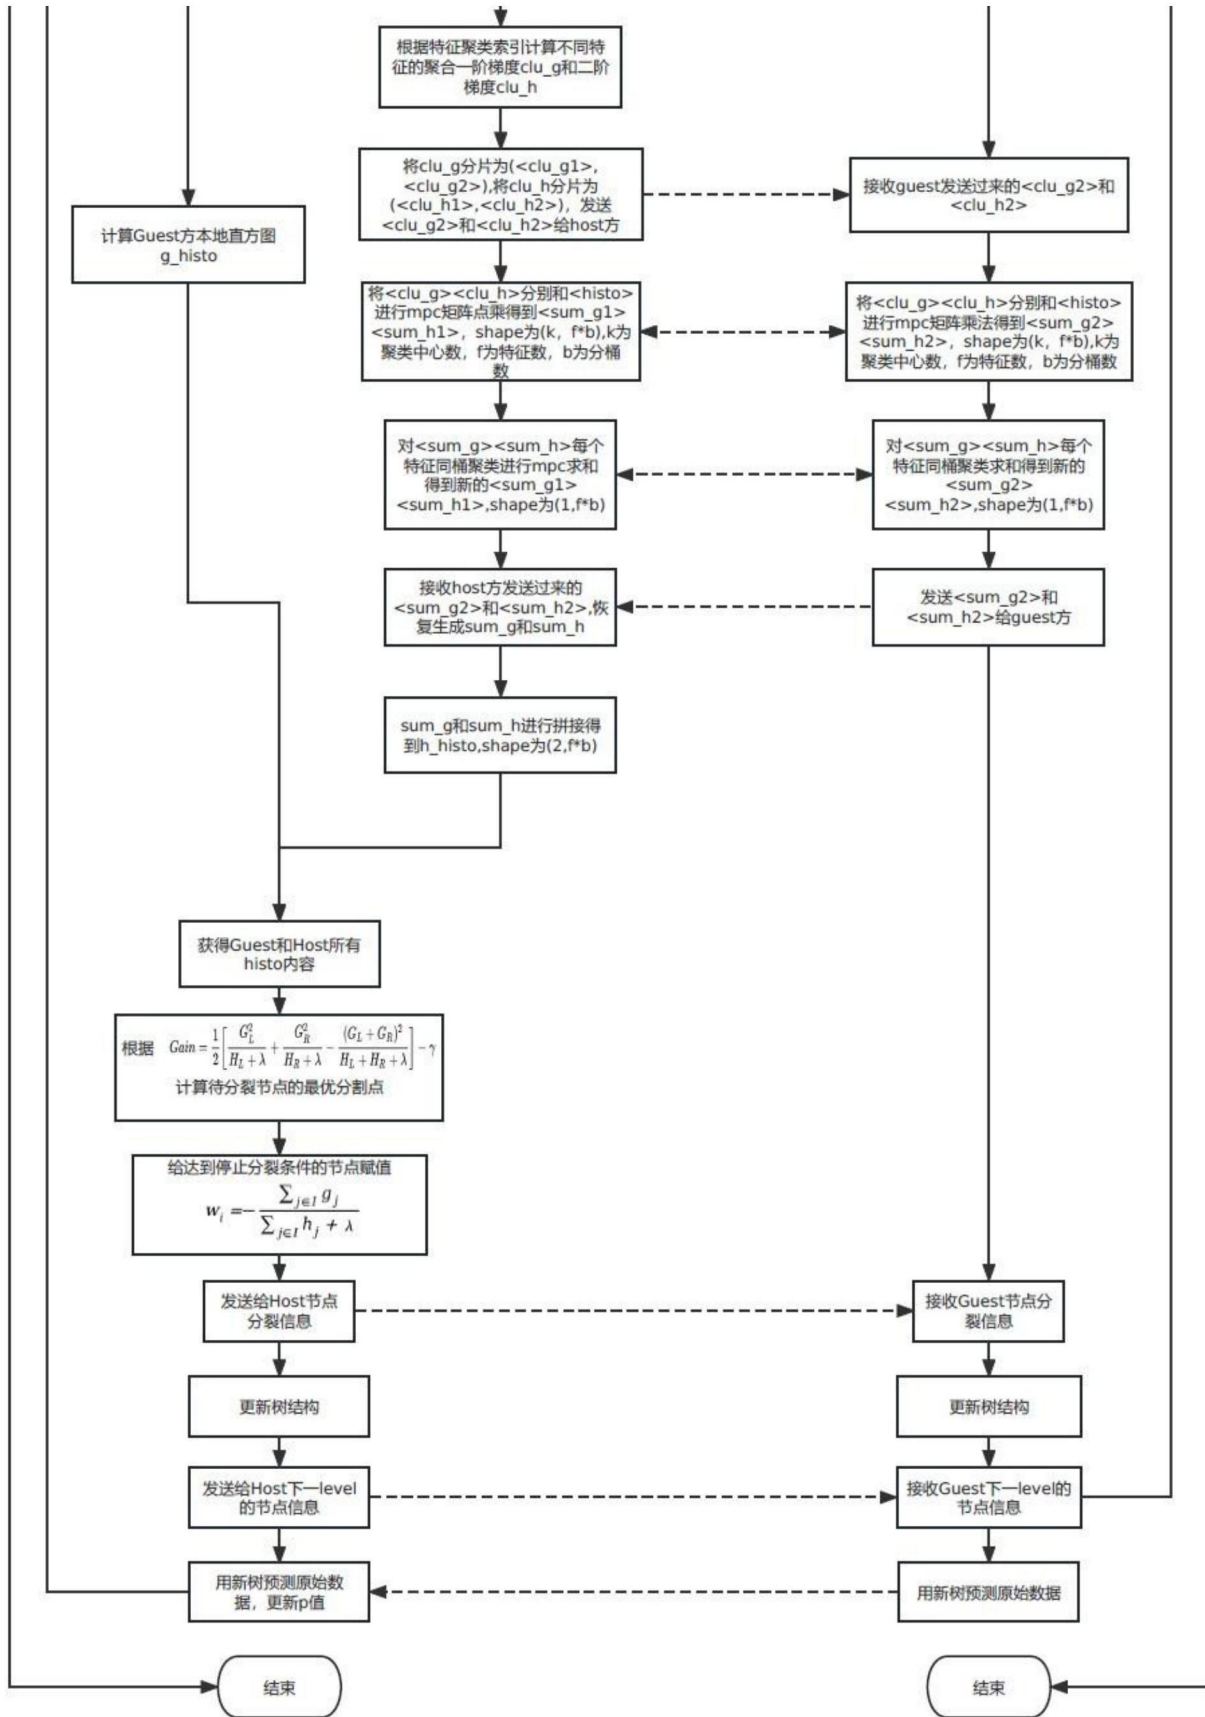 根据特征聚类索引计算不同特
征的聚合一阶梯度clu_g和二阶
梯度clu_h
将clu_g分片为(<clu_g1>,
<clu_g2>),将clu_h分片为
(<clu_h1>,<clu_h2>)，发送
<clu_g2>和<clu_h2>给host方
接收guest发送过来的<clu_g2>和
<clu_h2>
计算Guest方本地直方图
g_histo
将<clu_g><clu_h>分别和<histo>
进行mpc矩阵点乘得到<sum_g1>
<sum_h1>，shape为(k，f*b),k为
聚类中心数，f为特征数，b为分桶
数
将<clu_g><clu_h>分别和<histo>
进行mpc矩阵乘法得到<sum_g2>
<sum_h2>，shape为(k，f*b),k为
聚类中心数，f为特征数，b为分桶数
对<sum_g><sum_h>每个
特征同桶聚类进行mpc求和
得到新的<sum_g1>
<sum_h1>,shape为(1,f*b)
对<sum_g><sum_h>每个
特征同桶聚类求和得到新的
<sum_g2>
<sum_h2>,shape为(1,f*b)
接收host方发送过来的
<sum_g2>和<sum_h2>,恢
复生成sum_g和sum_h
发送<sum_g2>和
<sum_h2>给guest方
sum_g和sum_h进行拼接得
到h_histo,shape为(2,f*b)
获得Guest和Host所有
histo内容
根据 Gain = \frac{1}{2}\left[\frac{G_L^2}{H_L+λ}+\frac{G_R^2}{H_R+λ}-\frac{(G_L+G_R)^2}{H_L+H_R+λ}\right]-γ
计算待分裂节点的最优分割点
给达到停止分裂条件的节点赋值
w_i =-\frac{\sum_{j∈I} g_j}{\sum_{j∈I} h_j + λ}
发送给Host节点
分裂信息
接收Guest节点分
裂信息
更新树结构
更新树结构
发送给Host下一level
的节点信息
接收Guest下一level的
节点信息
用新树预测原始数
据，更新p值
用新树预测原始数据
结束
结束